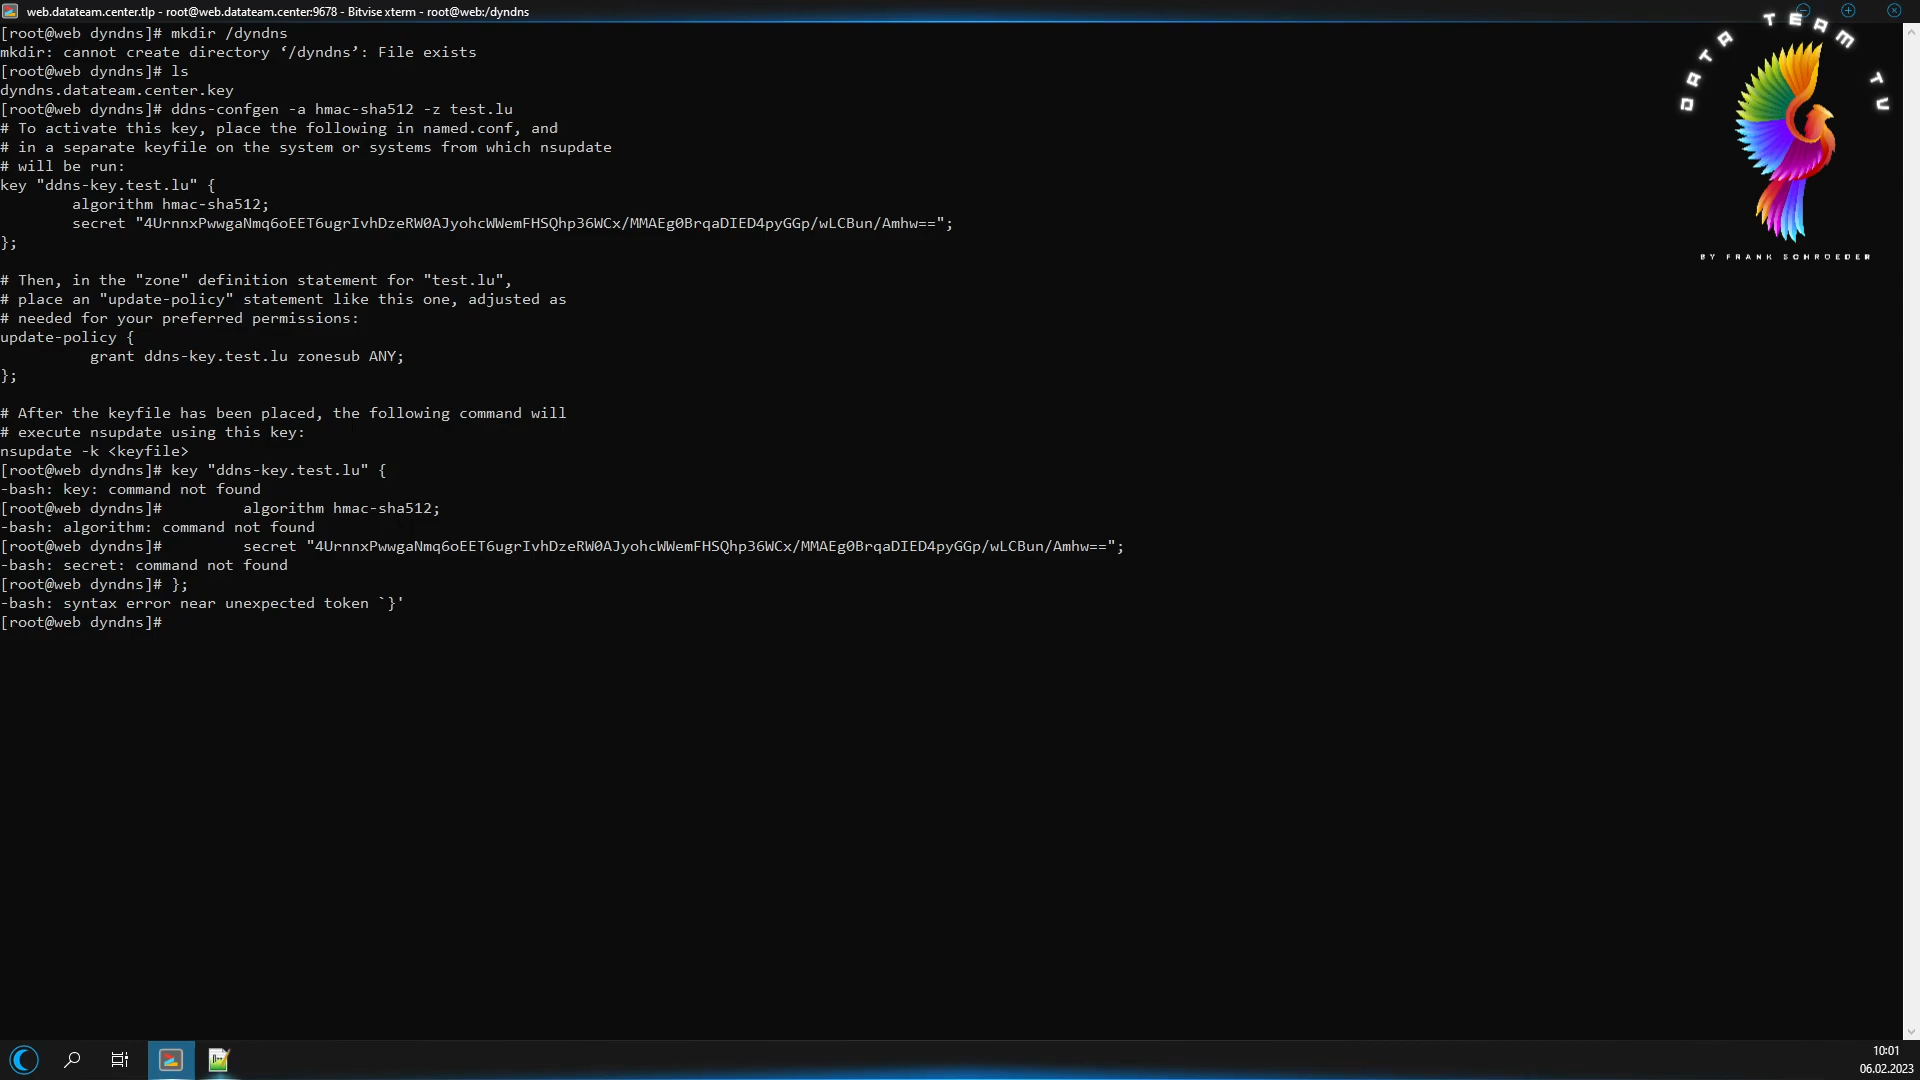 web.datateam.center.tlp - root@web.datateam.center:9678 - Bitvise xterm - root@web:/dyndns
[root@web dyndns]# mkdir /dyndns
mkdir: cannot create directory ‘/dyndns’: File exists
[root@web dyndns]# ls
dyndns.datateam.center.key
[root@web dyndns]# ddns-confgen -a hmac-sha512 -z test.lu
# To activate this key, place the following in named.conf, and
# in a separate keyfile on the system or systems from which nsupdate
# will be run:
key "ddns-key.test.lu" {
        algorithm hmac-sha512;
        secret "4UrnnxPwwgaNmq6oEET6ugrIvhDzeRW0AJyohcWWemFHSQhp36WCx/MMAEg0BrqaDIED4pyGGp/wLCBun/Amhw==";
};

# Then, in the "zone" definition statement for "test.lu",
# place an "update-policy" statement like this one, adjusted as
# needed for your preferred permissions:
update-policy {
          grant ddns-key.test.lu zonesub ANY;
};

# After the keyfile has been placed, the following command will
# execute nsupdate using this key:
nsupdate -k <keyfile>
[root@web dyndns]# key "ddns-key.test.lu" {
-bash: key: command not found
[root@web dyndns]#         algorithm hmac-sha512;
-bash: algorithm: command not found
[root@web dyndns]#         secret "4UrnnxPwwgaNmq6oEET6ugrIvhDzeRW0AJyohcWWemFHSQhp36WCx/MMAEg0BrqaDIED4pyGGp/wLCBun/Amhw==";
-bash: secret: command not found
[root@web dyndns]# };
-bash: syntax error near unexpected token `}'
[root@web dyndns]#
DATA TEAM TV
BY FRANK SCHROEDER
10:01
06.02.2023